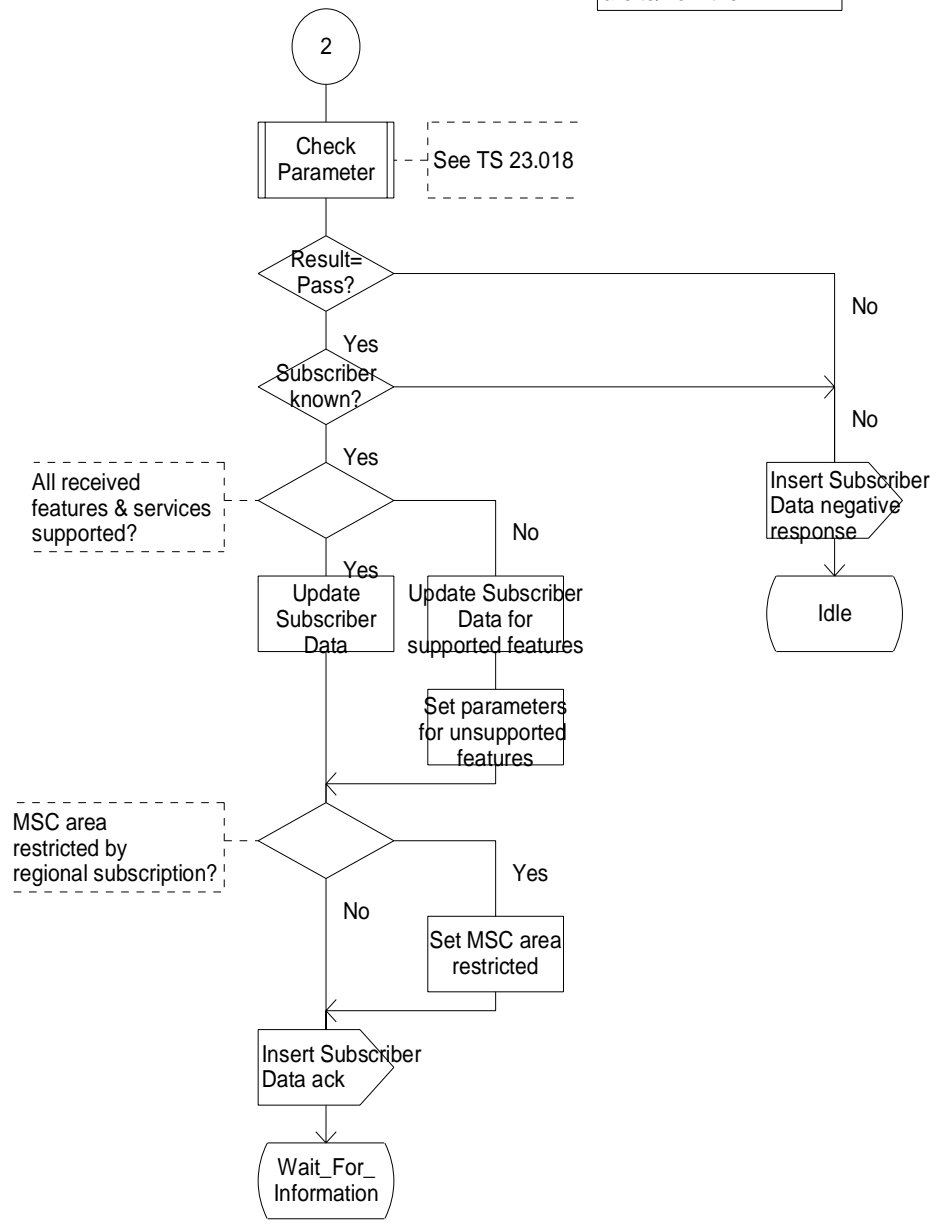 2
Check
Parameter
See TS 23.018
Result=
Pass?
No
Yes
Subscriber
known?
No
Yes
All received
features & services
supported?
Insert Subscriber
Data negative
response
No
Yes
Update
Subscriber
Data
Update Subscriber
Data for
supported features
Idle
Set parameters
for unsupported
features
MSC area
restricted by
regional subscription?
Yes
No
Set MSC area
restricted
Insert Subscriber
Data ack
Wait_For_
Information